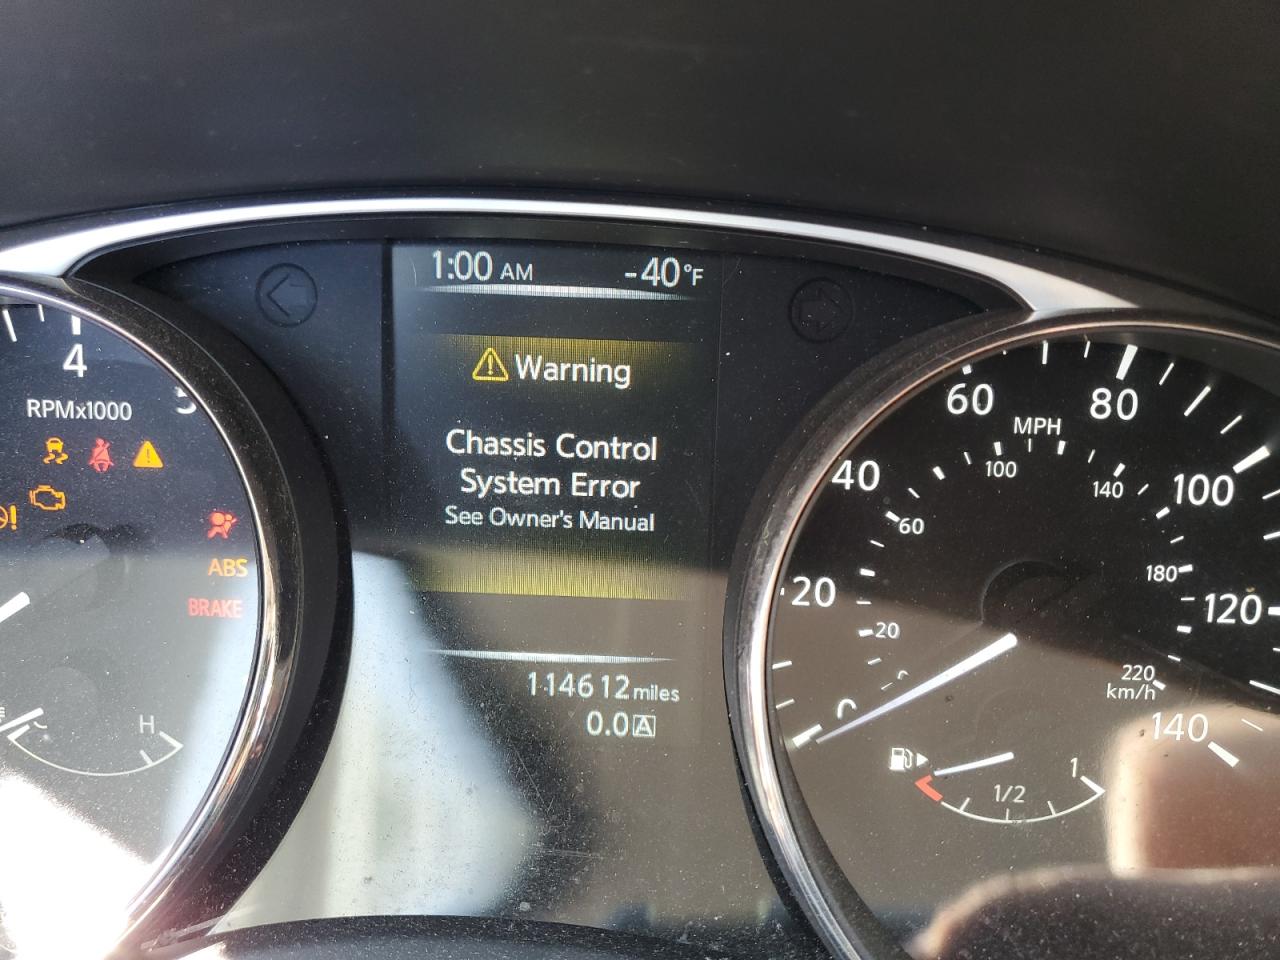 1:00 AM -40°F
Warning
Chassis Control
System Error
See Owner's Manual
114612 miles
0.0 A
4
5
RPMx1000
ABS
BRAKE
H
0
20
40
60
80
100
120
140
MPH
20
60
100
140
180
220
km/h
1/2
1